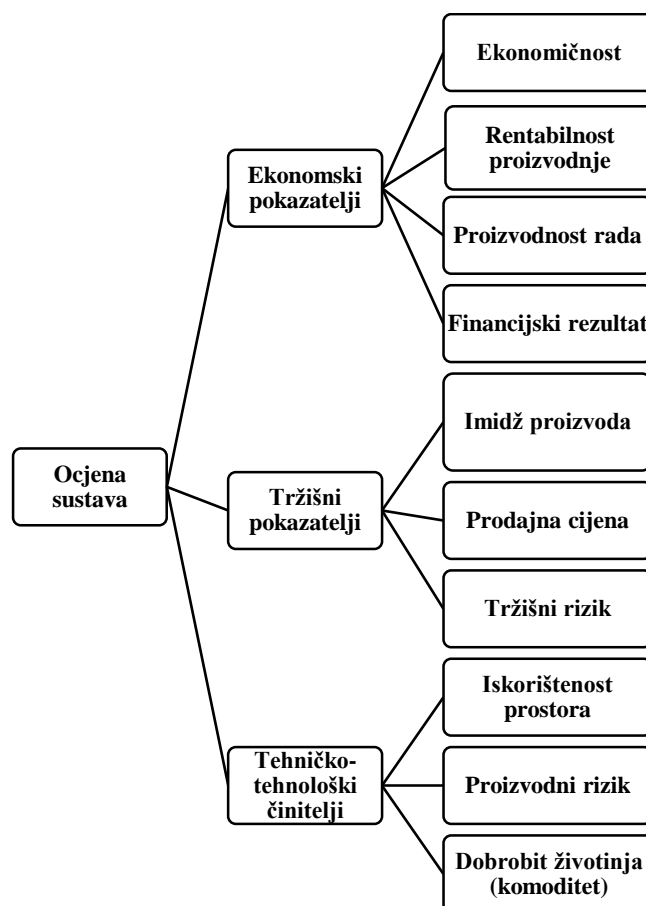 Ocjena
sustava
Ekonomski
pokazatelji
Ekonomičnost
Rentabilnost
proizvodnje
Proizvodnost rada
Financijski rezultat
Tržišni
pokazatelji
Imidž proizvoda
Prodajna cijena
Tržišni rizik
Tehničko-
tehnološki
činitelji
Iskorištenost
prostora
Proizvodni rizik
Dobrobit životinja
(komoditet)